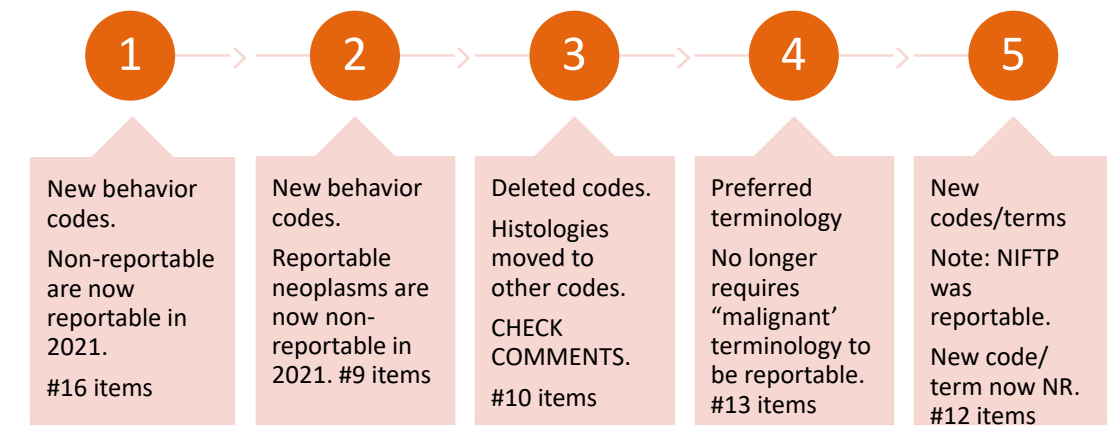 1
2
3
4
5
New behavior
codes.
Non-reportable
are now
reportable in
2021.
#16 items
New behavior
codes.
Reportable
neoplasms are
now non-
reportable in
2021. #9 items
Deleted codes.
Histologies
moved to
other codes.
CHECK
COMMENTS.
#10 items
Preferred
terminology
No longer
requires
“malignant’
terminology to
be reportable.
#13 items
New
codes/terms
Note: NIFTP
was
reportable.
New code/
term now NR.
#12 items